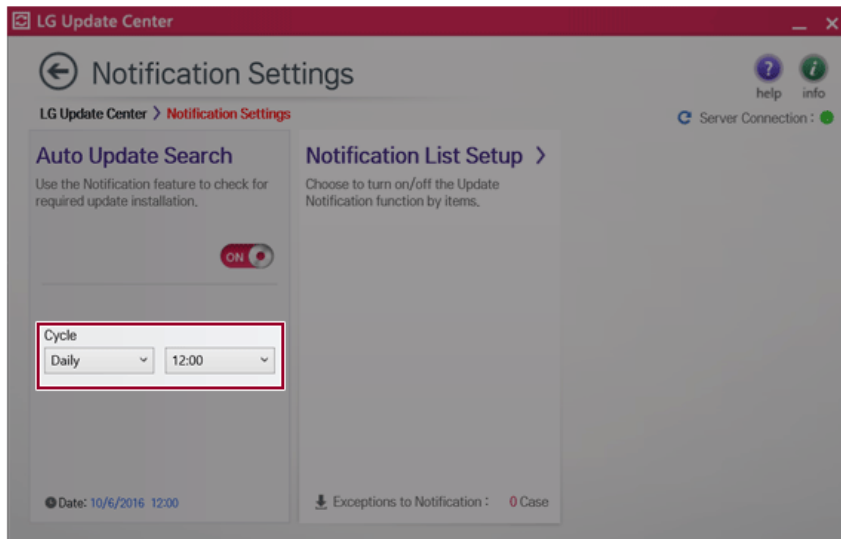 LG Update Center
Notification Settings
help
info
LG Update Center > Notification Settings
Server Connection :
Auto Update Search
Use the Notification feature to check for
required update installation.
ON
Cycle
Daily
12:00
Date: 10/6/2016 12:00
Notification List Setup >
Choose to turn on/off the Update
Notification function by items.
Exceptions to Notification : 0 Case